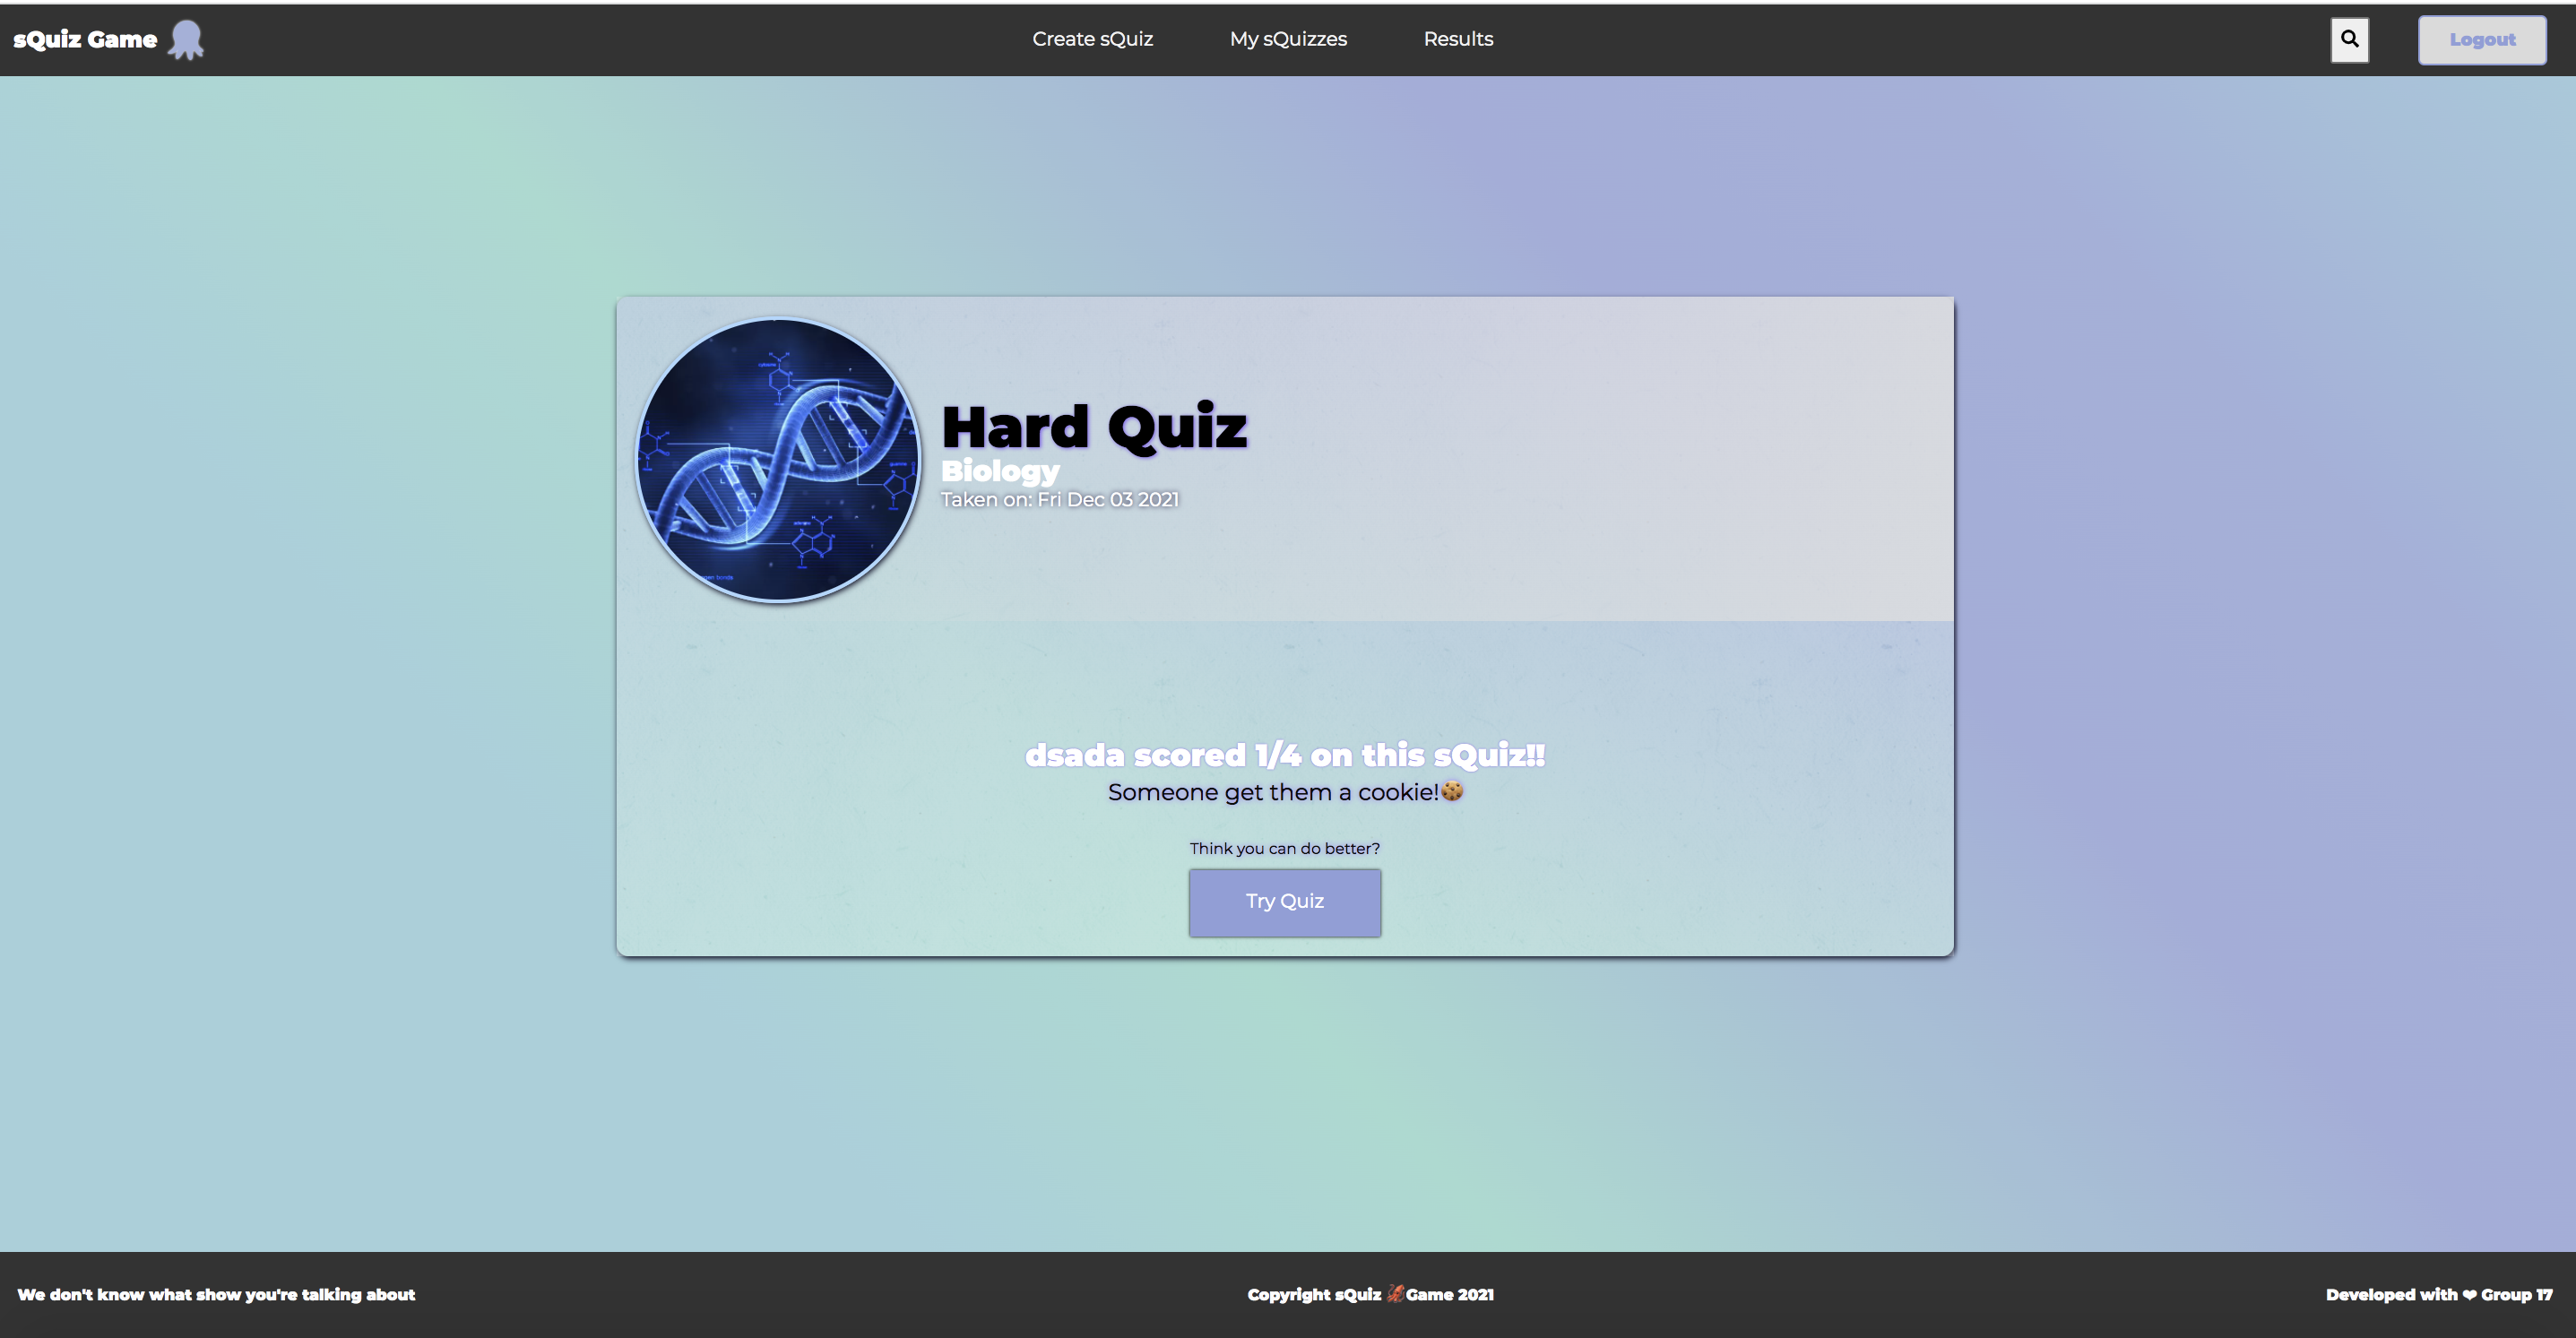 sQuiz Game
Create sQuiz
My sQuizzes
Results
Logout
Hard Quiz
Biology
Taken on: Fri Dec 03 2021
dsada scored 1/4 on this sQuiz!!
Someone get them a cookie!🍪
Think you can do better?
Try Quiz
We don't know what show you're talking about
Copyright sQuiz 🦑Game 2021
Developed with ❤ Group 17